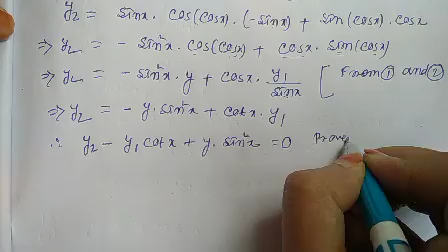 y₂ = sinx · cos(cosx) · (-sinx) + sin(cosx) · cosx
⇒ y₂ = - sin²x · cos(cosx) + cosx · sin(cosx)
⇒ y₂ = - sin²x · y + cosx · y₁/sinx [From ① and ②]
⇒ y₂ = - y · sin²x + cotx · y₁
∴ y₂ - y₁ cotx + y · sin²x = 0 Prove